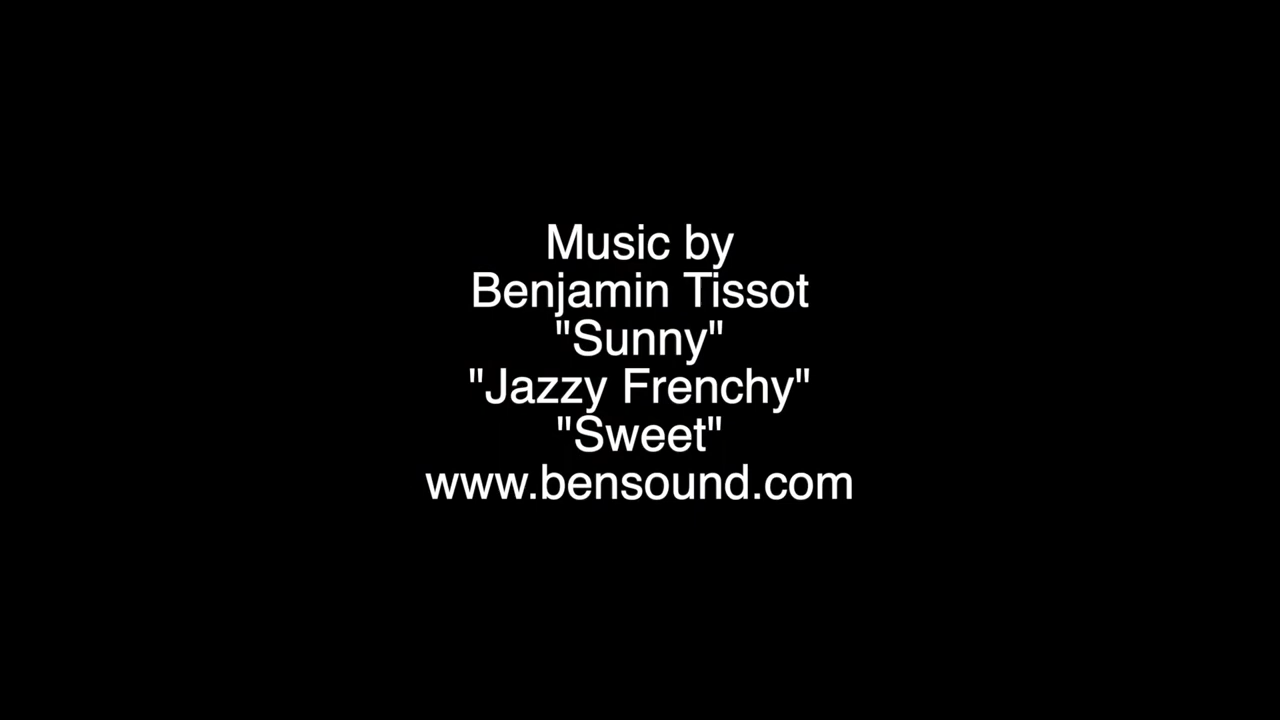 Music by
Benjamin Tissot
"Sunny"
"Jazzy Frenchy"
"Sweet"
www.bensound.com